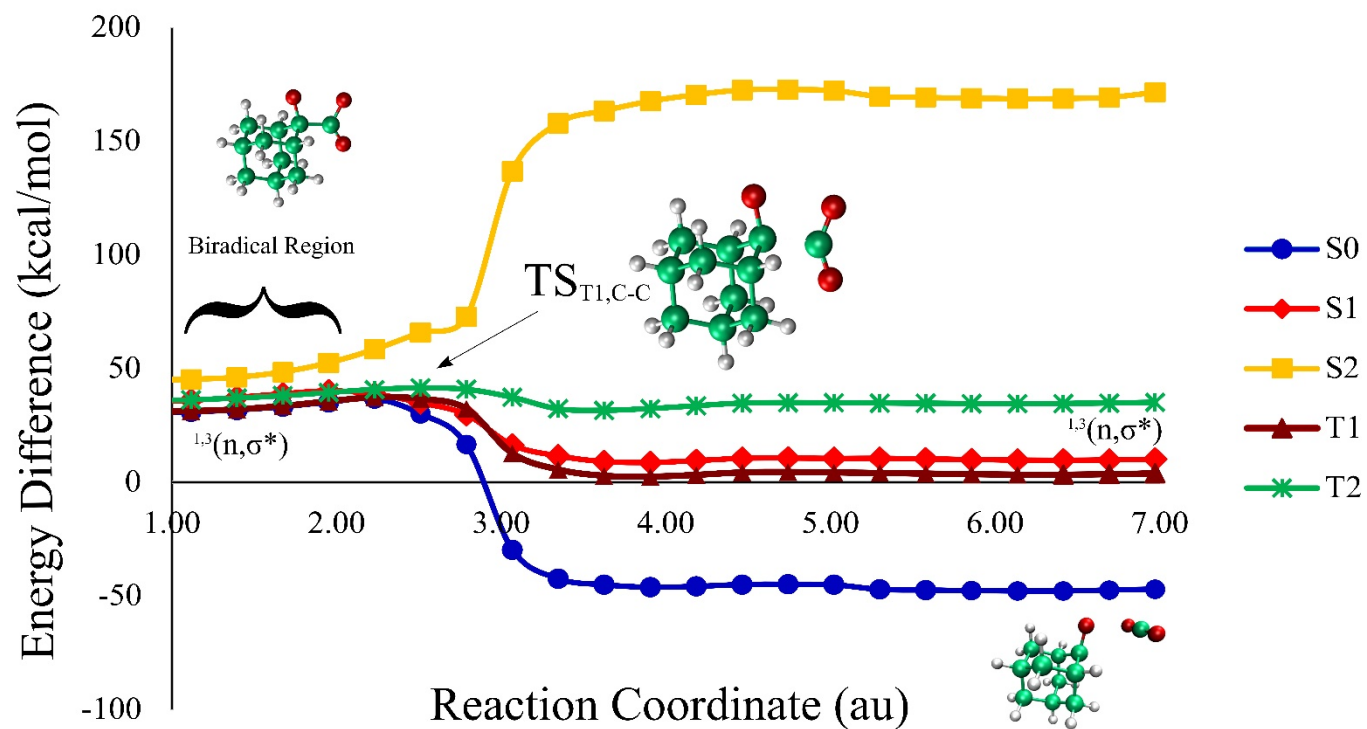 200
150
100
50
0
-50
-100
Energy Difference (kcal/mol)
Biradical Region
TS_T1,C-C
1,3(n,σ*)
1,3(n,σ*)
1.00 2.00 3.00 4.00 5.00 6.00 7.00
Reaction Coordinate (au)
S0
S1
S2
T1
T2